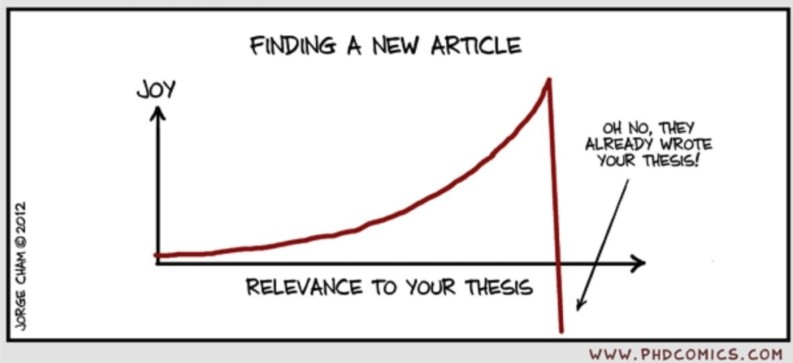 FINDING A NEW ARTICLE
JOY
OH NO, THEY
ALREADY WROTE
YOUR THESIS!
RELEVANCE TO YOUR THESIS
JORGE CHAM © 2012
WWW.PHDCOMICS.COM